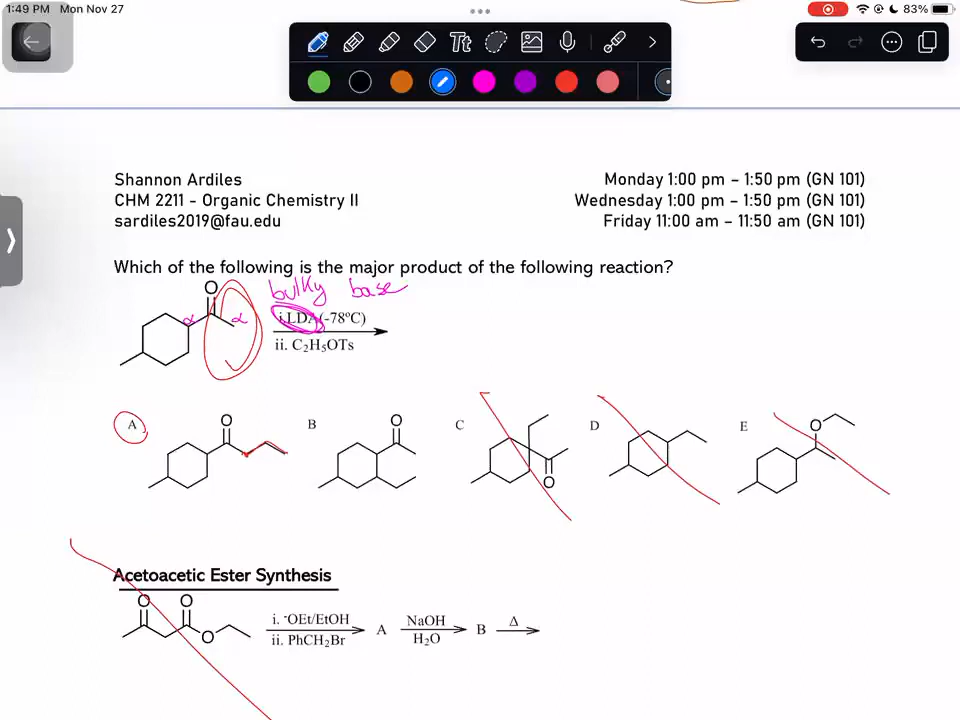 1:49 PM Mon Nov 27
83%
Tt
Shannon Ardiles
CHM 2211 - Organic Chemistry II
sardiles2019@fau.edu
Monday 1:00 pm – 1:50 pm (GN 101)
Wednesday 1:00 pm – 1:50 pm (GN 101)
Friday 11:00 am – 11:50 am (GN 101)
Which of the following is the major product of the following reaction?
O
α
α
bulky base
i.LDA (-78ºC)
ii. C₂H₅OTs
A
O
B
O
C
O
D
E
O
Acetoacetic Ester Synthesis
O
O
O
i. ⁻OEt/EtOH
ii. PhCH₂Br
A
NaOH
H₂O
B
Δ